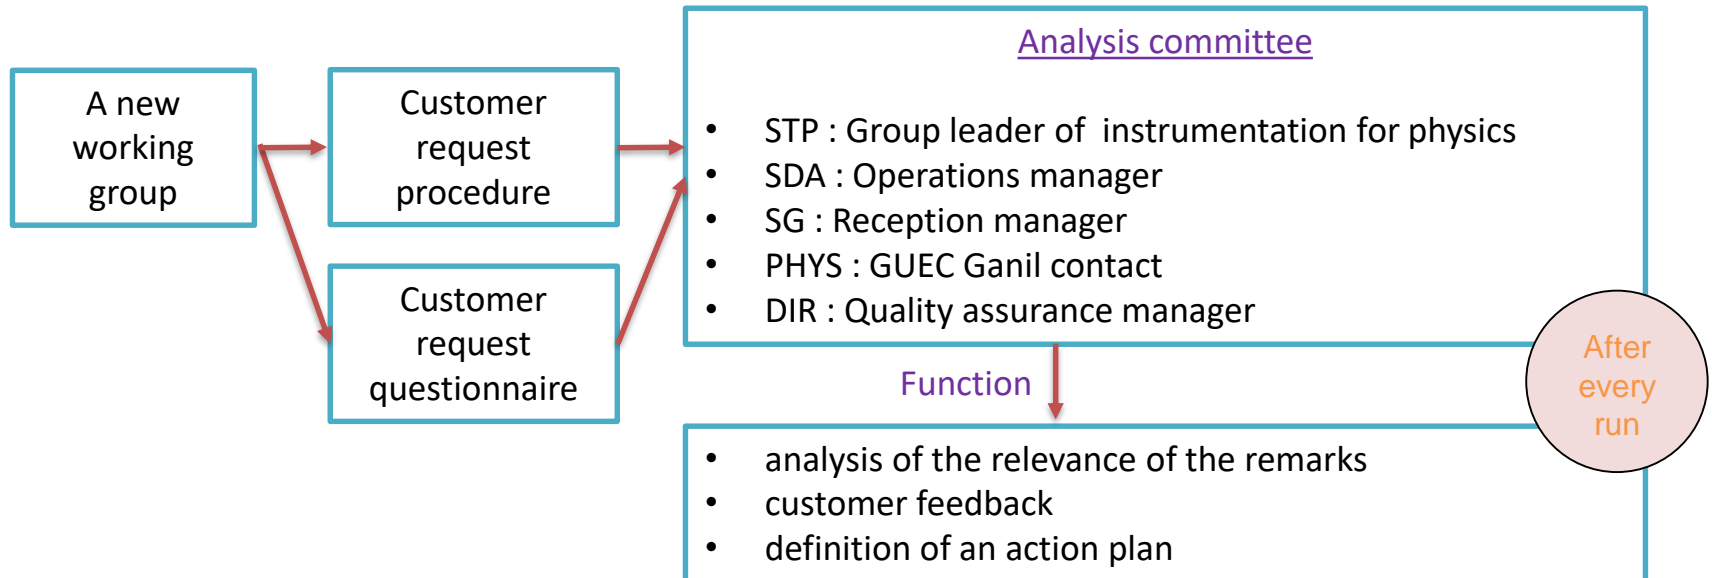 A new
working
group
Customer
request
procedure
Customer
request
questionnaire
Analysis committee
• STP : Group leader of instrumentation for physics
• SDA : Operations manager
• SG : Reception manager
• PHYS : GUEC Ganil contact
• DIR : Quality assurance manager
After
every
run
Function
• analysis of the relevance of the remarks
• customer feedback
• definition of an action plan